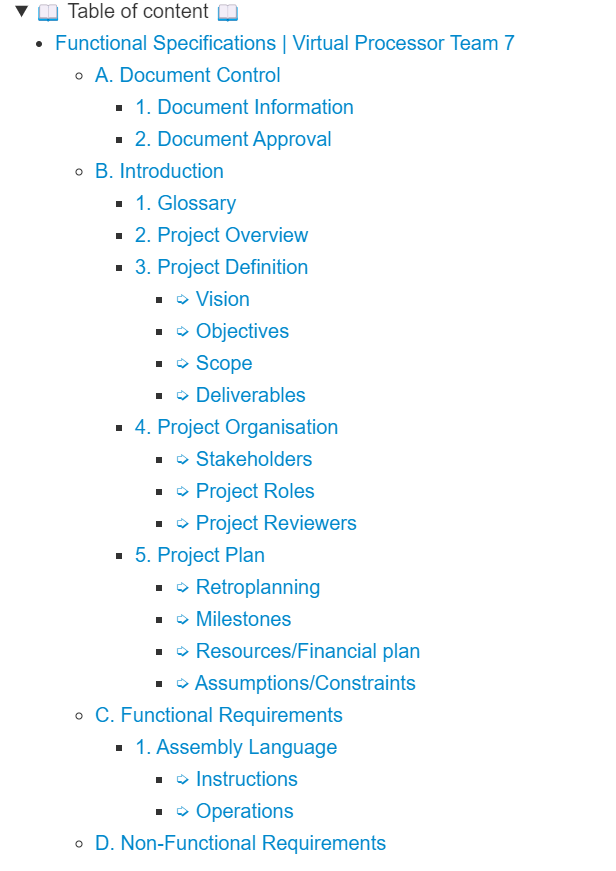 ▼ 📖 Table of content 📖
Functional Specifications | Virtual Processor Team 7
A. Document Control
1. Document Information
2. Document Approval
B. Introduction
1. Glossary
2. Project Overview
3. Project Definition
➭ Vision
➭ Objectives
➭ Scope
➭ Deliverables
4. Project Organisation
➭ Stakeholders
➭ Project Roles
➭ Project Reviewers
5. Project Plan
➭ Retroplanning
➭ Milestones
➭ Resources/Financial plan
➭ Assumptions/Constraints
C. Functional Requirements
1. Assembly Language
➭ Instructions
➭ Operations
D. Non-Functional Requirements